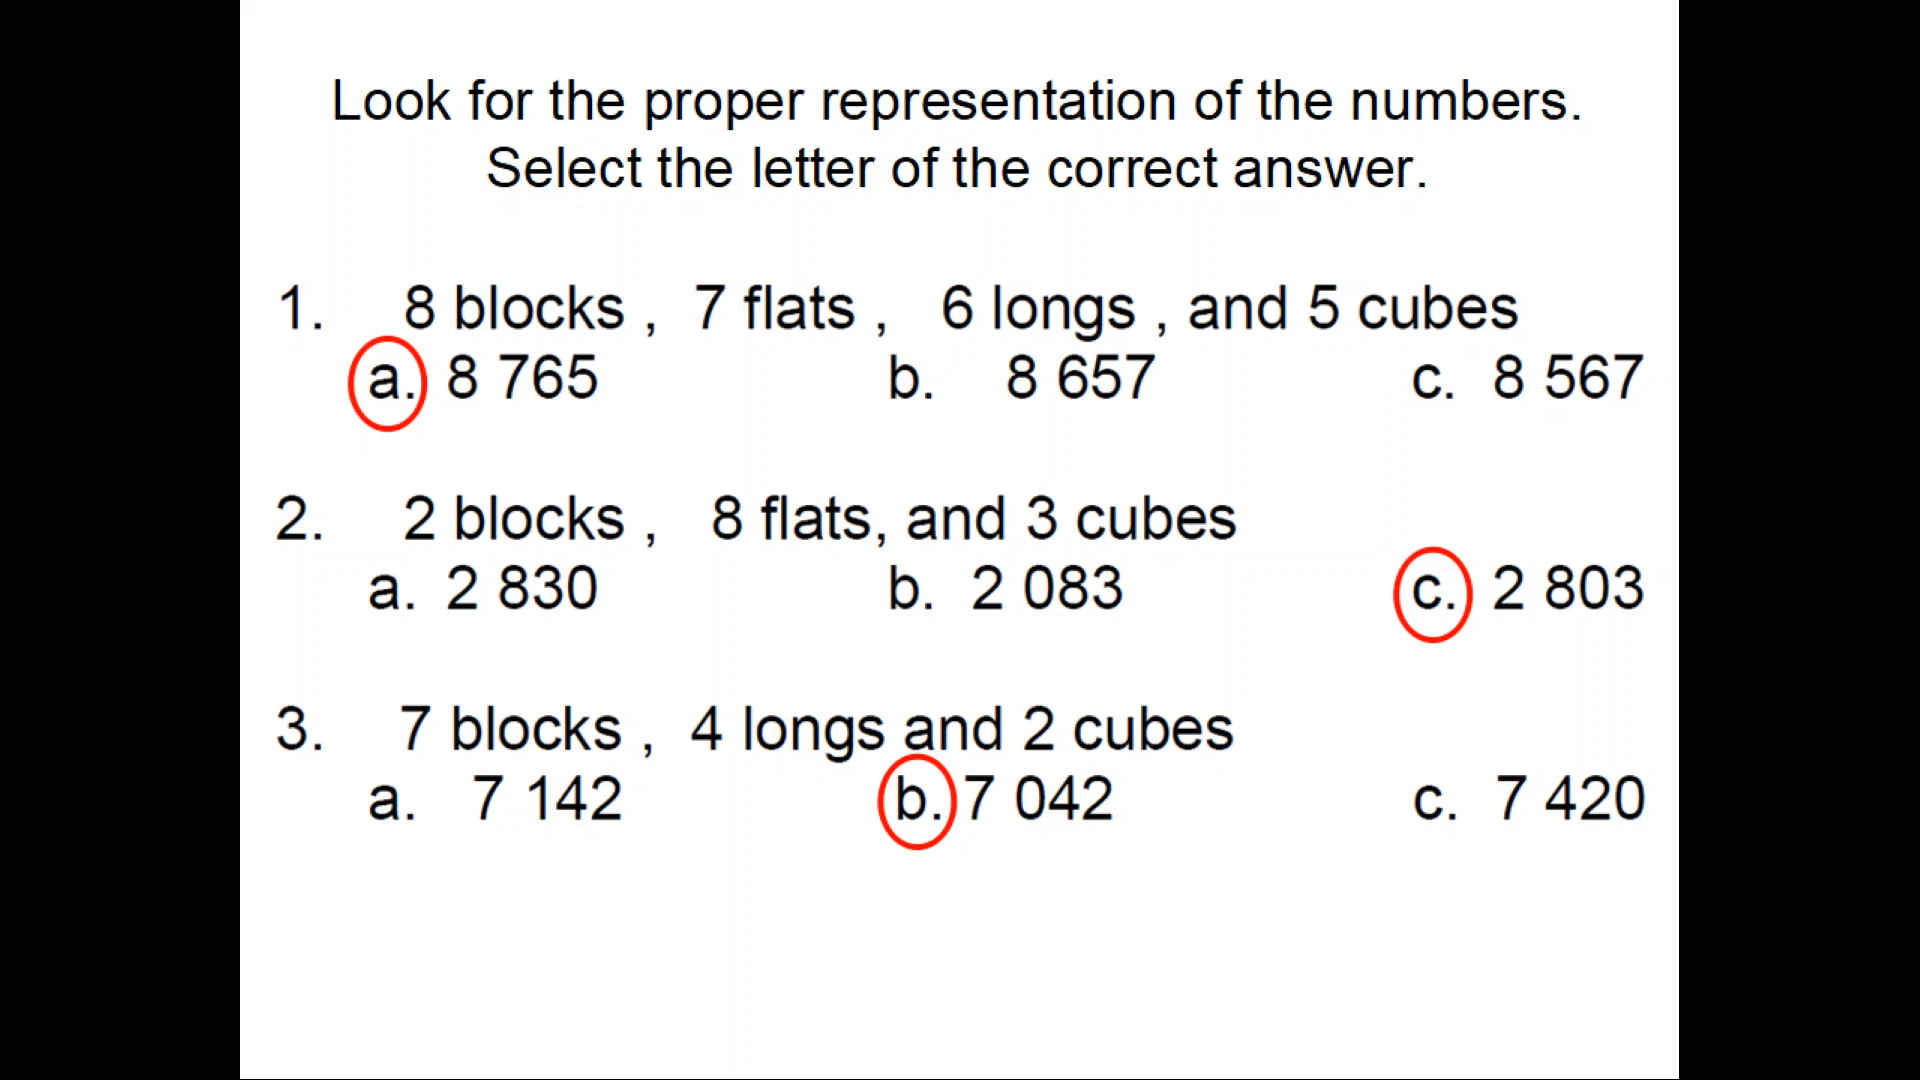 Look for the proper representation of the numbers.
Select the letter of the correct answer.
1. 8 blocks , 7 flats , 6 longs , and 5 cubes
a. 8 765 b. 8 657 c. 8 567
2. 2 blocks , 8 flats, and 3 cubes
a. 2 830 b. 2 083 c. 2 803
3. 7 blocks , 4 longs and 2 cubes
a. 7 142 b. 7 042 c. 7 420